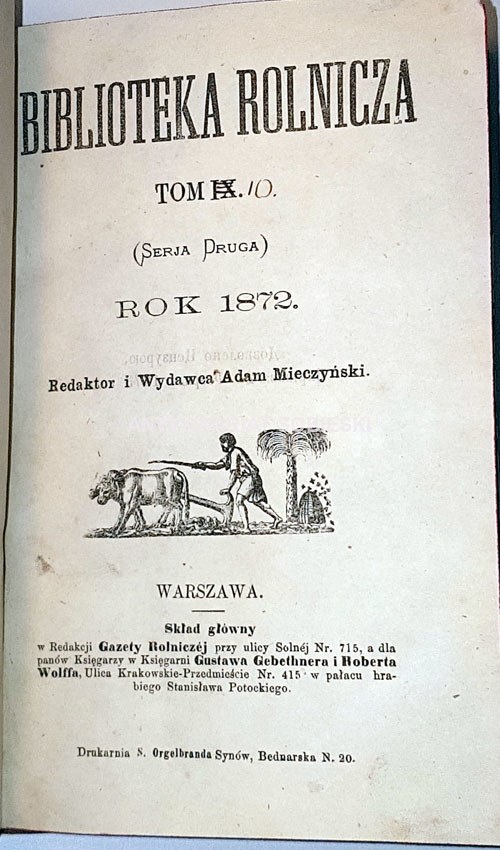 BIBLIOTEKA ROLNICZA
TOM IX. 10.
(SERJA DRUGA)
ROK 1872.
Дозволено Цензурою.
Redaktor i Wydawca Adam Mieczyński.
WARSZAWA.
Skład główny
w Redakcji Gazety Rolniczéj przy ulicy Solnéj Nr. 715, a dla
panów Księgarzy w Księgarni Gustawa Gebethnera i Roberta
Wolffa, Ulica Krakowskie-Przedmieście Nr. 415 w pałacu hra-
biego Stanisława Potockiego.
Drukarnia S. Orgelbranda Synów, Bednarska N. 20.